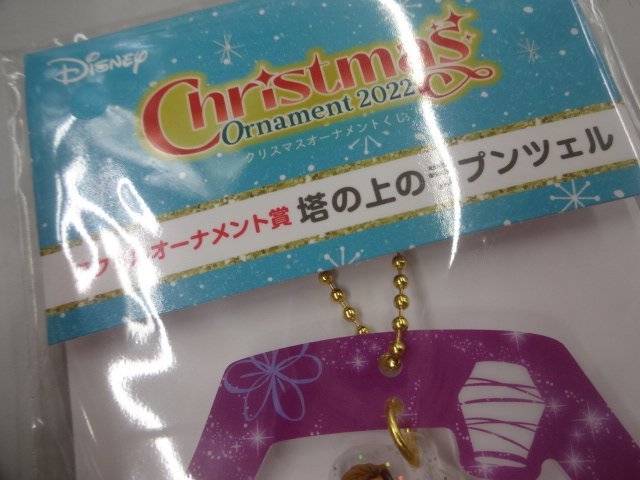 Disney
Christmas
Ornament 2022
クリスマスオーナメントくじ
オーナメント賞 塔の上のラプンツェル